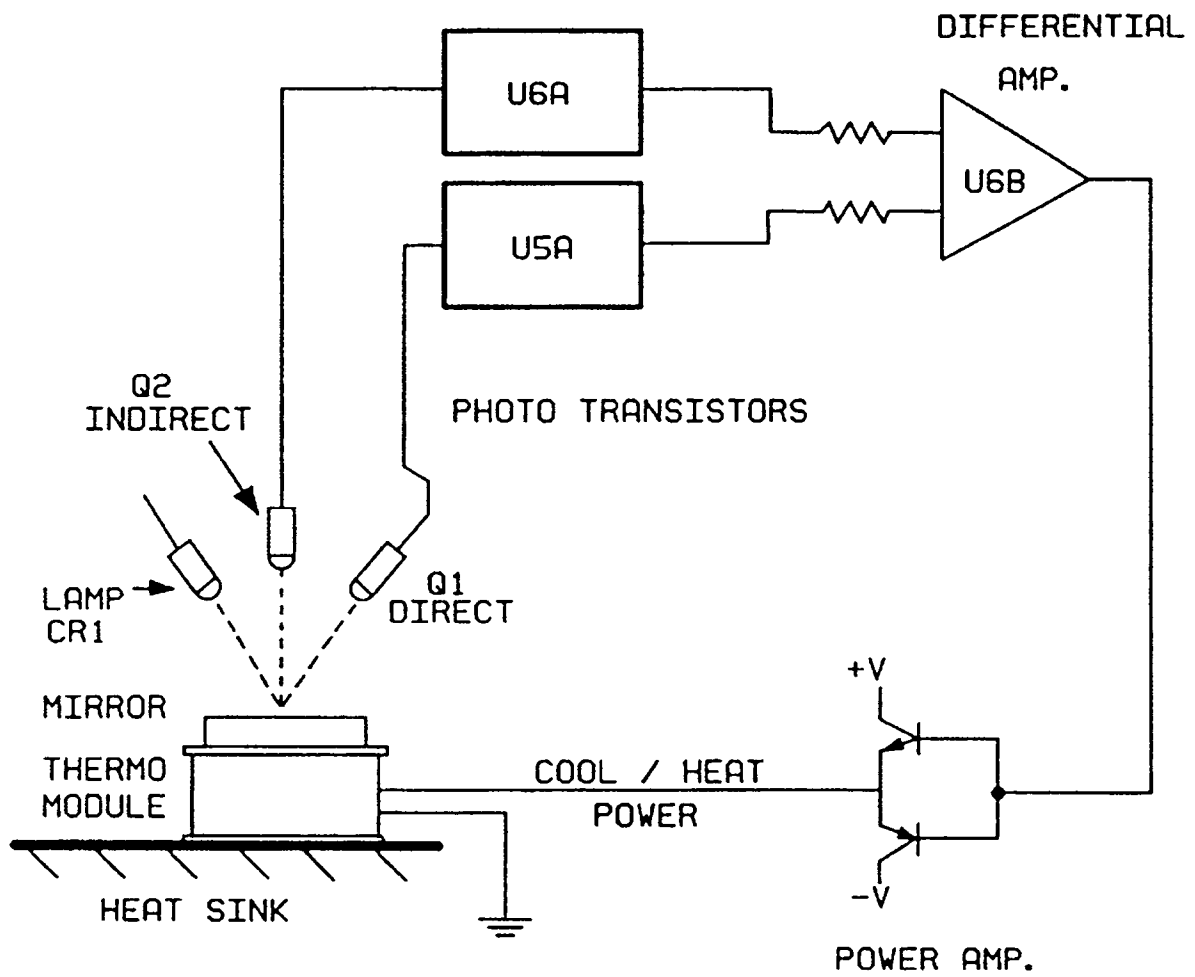 DIFFERENTIAL
AMP.
U6A
U6B
U5A
Q2
INDIRECT
PHOTO TRANSISTORS
LAMP
CR1
Q1
DIRECT
MIRROR
THERMO
MODULE
COOL / HEAT
POWER
+V
-V
HEAT SINK
POWER AMP.